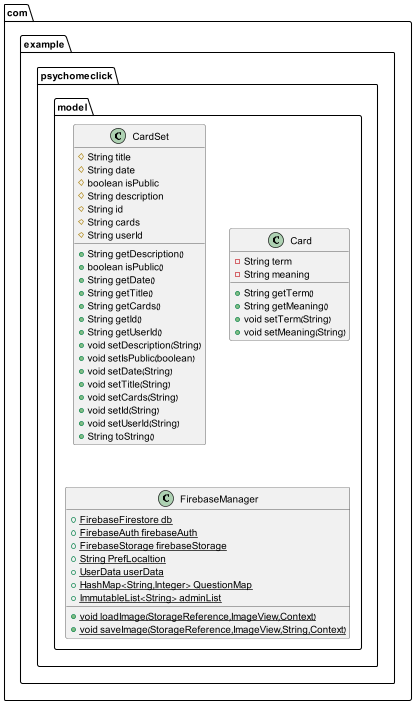 com
example
psychomeclick
model
C CardSet
String title
String date
boolean isPublic
String description
String id
String cards
String userId
String getDescription()
boolean isPublic()
String getDate()
String getTitle()
String getCards()
String getId()
String getUserId()
void setDescription(String)
void setIsPublic(boolean)
void setDate(String)
void setTitle(String)
void setCards(String)
void setId(String)
void setUserId(String)
String toString()
C Card
String term
String meaning
String getTerm()
String getMeaning()
void setTerm(String)
void setMeaning(String)
C FirebaseManager
FirebaseFirestore db
FirebaseAuth firebaseAuth
FirebaseStorage firebaseStorage
String PrefLocaltion
UserData userData
HashMap<String,Integer> QuestionMap
ImmutableList<String> adminList
void loadImage(StorageReference,ImageView,Context)
void saveImage(StorageReference,ImageView,String,Context)